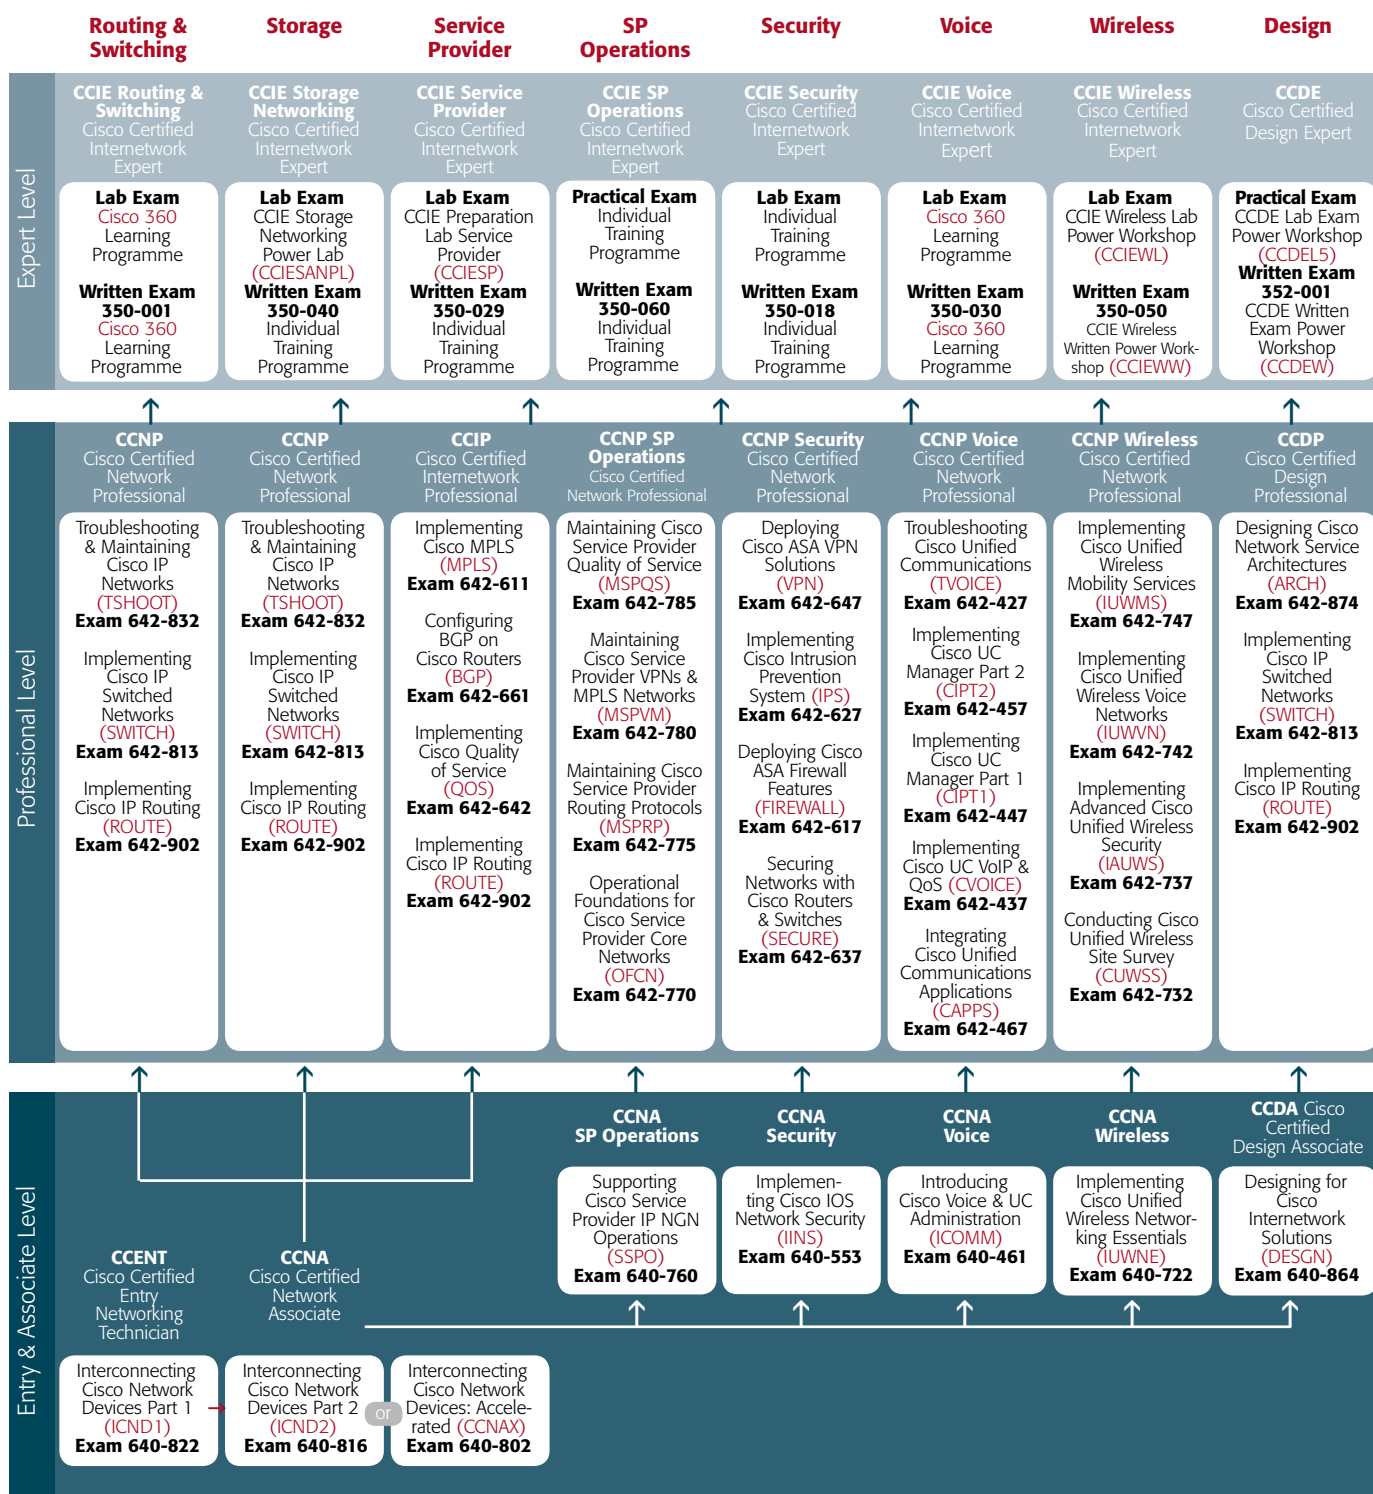 Routing &
Switching
Storage
Service
Provider
SP
Operations
Security
Voice
Wireless
Design
Expert Level
CCIE Routing &
Switching
Cisco Certified
Internetwork
Expert
Lab Exam
Cisco 360
Learning
Programme
Written Exam
350-001
Cisco 360
Learning
Programme
CCIE Storage
Networking
Cisco Certified
Internetwork
Expert
Lab Exam
CCIE Storage
Networking
Power Lab
(CCIESANPL)
Written Exam
350-040
Individual
Training
Programme
CCIE Service
Provider
Cisco Certified
Internetwork
Expert
Lab Exam
CCIE Preparation
Lab Service
Provider
(CCIESP)
Written Exam
350-029
Individual
Training
Programme
CCIE SP
Operations
Cisco Certified
Internetwork
Expert
Practical Exam
Individual
Training
Programme
Written Exam
350-060
Individual
Training
Programme
CCIE Security
Cisco Certified
Internetwork
Expert
Lab Exam
Individual
Training
Programme
Written Exam
350-018
Individual
Training
Programme
CCIE Voice
Cisco Certified
Internetwork
Expert
Lab Exam
Cisco 360
Learning
Programme
Written Exam
350-030
Cisco 360
Learning
Programme
CCIE Wireless
Cisco Certified
Internetwork
Expert
Lab Exam
CCIE Wireless Lab
Power Workshop
(CCIEWL)
Written Exam
350-050
CCIE Wireless
Written Power Work-
shop (CCIEWW)
CCDE
Cisco Certified
Design Expert
Practical Exam
CCDE Lab Exam
Power Workshop
(CCDEL5)
Written Exam
352-001
CCDE Written
Exam Power
Workshop
(CCDEW)
Professional Level
CCNP
Cisco Certified
Network
Professional
Troubleshooting
& Maintaining
Cisco IP
Networks
(TSHOOT)
Exam 642-832
Implementing
Cisco IP
Switched
Networks
(SWITCH)
Exam 642-813
Implementing
Cisco IP Routing
(ROUTE)
Exam 642-902
CCNP
Cisco Certified
Network
Professional
Troubleshooting
& Maintaining
Cisco IP
Networks
(TSHOOT)
Exam 642-832
Implementing
Cisco IP
Switched
Networks
(SWITCH)
Exam 642-813
Implementing
Cisco IP Routing
(ROUTE)
Exam 642-902
CCIP
Cisco Certified
Internetwork
Professional
Implementing
Cisco MPLS
(MPLS)
Exam 642-611
Configuring
BGP on
Cisco Routers
(BGP)
Exam 642-661
Implementing
Cisco Quality
of Service
(QOS)
Exam 642-642
Implementing
Cisco IP Routing
(ROUTE)
Exam 642-902
CCNP SP
Operations
Cisco Certified
Network Professional
Maintaining Cisco
Service Provider
Quality of Service
(MSPQS)
Exam 642-785
Maintaining
Cisco Service
Provider VPNs &
MPLS Networks
(MSPVM)
Exam 642-780
Maintaining Cisco
Service Provider
Routing Protocols
(MSPRP)
Exam 642-775
Operational
Foundations for
Cisco Service
Provider Core
Networks
(OFCN)
Exam 642-770
CCNP Security
Cisco Certified
Network
Professional
Deploying
Cisco ASA VPN
Solutions
(VPN)
Exam 642-647
Implementing
Cisco Intrusion
Prevention
System (IPS)
Exam 642-627
Deploying Cisco
ASA Firewall
Features
(FIREWALL)
Exam 642-617
Securing
Networks with
Cisco Routers
& Switches
(SECURE)
Exam 642-637
CCNP Voice
Cisco Certified
Network
Professional
Troubleshooting
Cisco Unified
Communications
(TVOICE)
Exam 642-427
Implementing
Cisco UC
Manager Part 2
(CIPT2)
Exam 642-457
Implementing
Cisco UC
Manager Part 1
(CIPT1)
Exam 642-447
Implementing
Cisco UC VoIP &
QoS (CVOICE)
Exam 642-437
Integrating
Cisco Unified
Communications
Applications
(CAPPS)
Exam 642-467
CCNP Wireless
Cisco Certified
Network
Professional
Implementing
Cisco Unified
Wireless
Mobility Services
(IUWMS)
Exam 642-747
Implementing
Cisco Unified
Wireless Voice
Networks
(IUWVN)
Exam 642-742
Implementing
Advanced Cisco
Unified Wireless
Security
(IAUWS)
Exam 642-737
Conducting Cisco
Unified Wireless
Site Survey
(CUWSS)
Exam 642-732
CCDP
Cisco Certified
Design
Professional
Designing Cisco
Network Service
Architectures
(ARCH)
Exam 642-874
Implementing
Cisco IP
Switched
Networks
(SWITCH)
Exam 642-813
Implementing
Cisco IP Routing
(ROUTE)
Exam 642-902
Entry & Associate Level
CCENT
Cisco Certified
Entry
Networking
Technician
Interconnecting
Cisco Network
Devices Part 1
(ICND1)
Exam 640-822
CCNA
Cisco Certified
Network
Associate
Interconnecting
Cisco Network
Devices Part 2
(ICND2)
Exam 640-816
or
Interconnecting
Cisco Network
Devices: Accele-
rated (CCNAX)
Exam 640-802
CCNA
SP Operations
Supporting
Cisco Service
Provider IP NGN
Operations
(SSPO)
Exam 640-760
CCNA
Security
Implemen-
ting Cisco IOS
Network Security
(IINS)
Exam 640-553
CCNA
Voice
Introducing
Cisco Voice & UC
Administration
(ICOMM)
Exam 640-461
CCNA
Wireless
Implementing
Cisco Unified
Wireless Networ-
king Essentials
(IUWNE)
Exam 640-722
CCDA Cisco
Certified
Design Associate
Designing for
Cisco
Internetwork
Solutions
(DESGN)
Exam 640-864